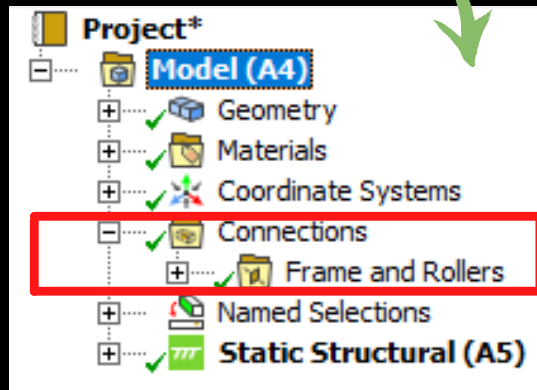 Project*
Model (A4)
Geometry
Materials
Coordinate Systems
Connections
Frame and Rollers
Named Selections
Static Structural (A5)